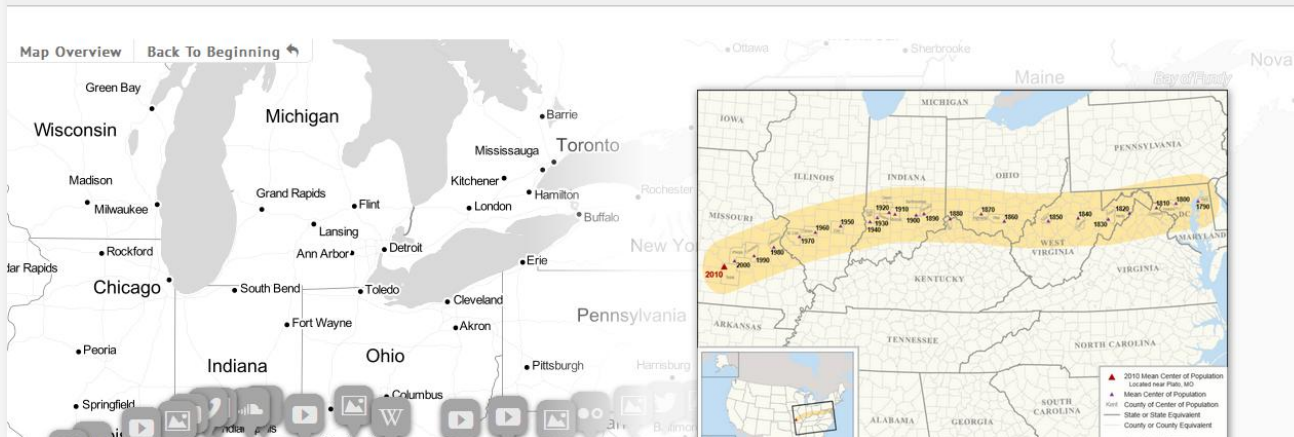 Map Overview
Back To Beginning
Ottawa
Sherbrooke
Nova
Maine
Bay of Fundy
Green Bay
Michigan
Wisconsin
Barrie
Mississauga
Toronto
Kitchener
Hamilton
London
Madison
Milwaukee
Grand Rapids
Flint
Lansing
Rochester
Buffalo
Rockford
Ann Arbor
Detroit
New Yo
dar Rapids
Erie
Chicago
South Bend
Toledo
Cleveland
Pennsylvania
Fort Wayne
Akron
Peoria
Indiana
Ohio
Pittsburgh
Harrisburg
Springfield
Columbus
W
MICHIGAN
IOWA
PENNSYLVANIA
ILLINOIS
INDIANA
OHIO
MISSOURI
1920
1910
1870
1820
1810
1800
1790
1950
1930
1900
1890
1880
1860
1850
1840
1830
DC
1960
1940
1970
1980
1990
2000
2010
WEST
VIRGINIA
MARYLAND
VIRGINIA
KENTUCKY
ARKANSAS
TENNESSEE
NORTH CAROLINA
SOUTH
CAROLINA
ALABAMA
GEORGIA
2010 Mean Center of Population
Located near Plato, MO
Mean Center of Population
Kent County of Center of Population
State or State Equivalent
County or County Equivalent